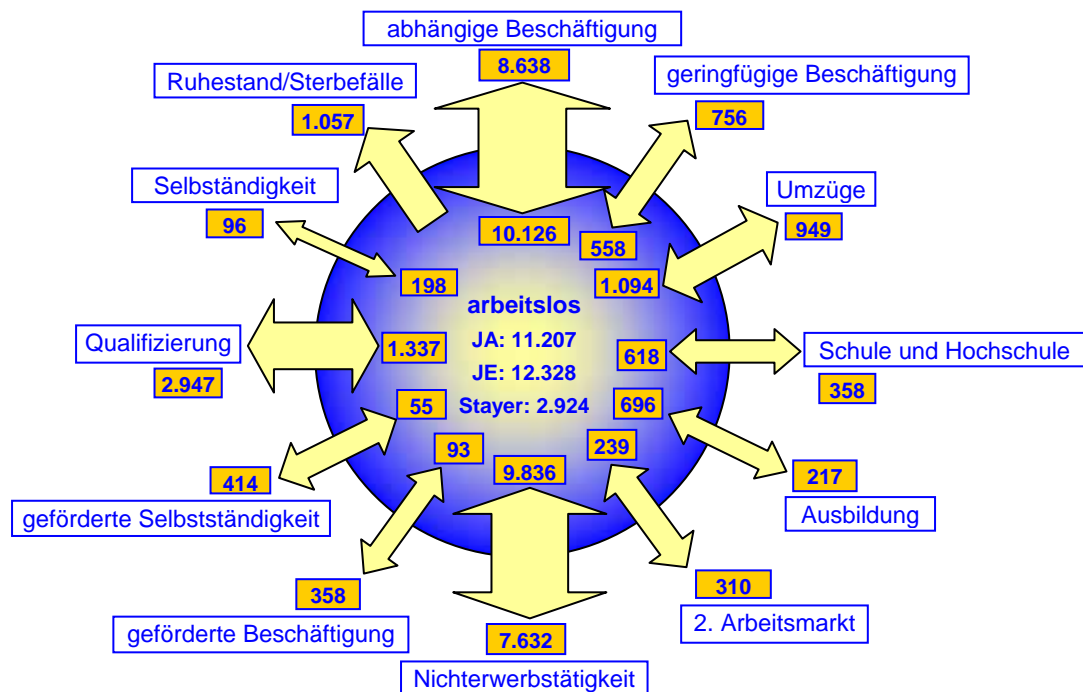 abhängige Beschäftigung
8.638
Ruhestand/Sterbefälle
1.057
geringfügige Beschäftigung
756
Selbständigkeit
96
Umzüge
949
10.126
558
198
1.094
arbeitslos
JA: 11.207
JE: 12.328
Stayer: 2.924
Qualifizierung
2.947
1.337
618
Schule und Hochschule
358
55
696
93
239
9.836
414
geförderte Selbstständigkeit
217
Ausbildung
358
geförderte Beschäftigung
310
2. Arbeitsmarkt
7.632
Nichterwerbstätigkeit